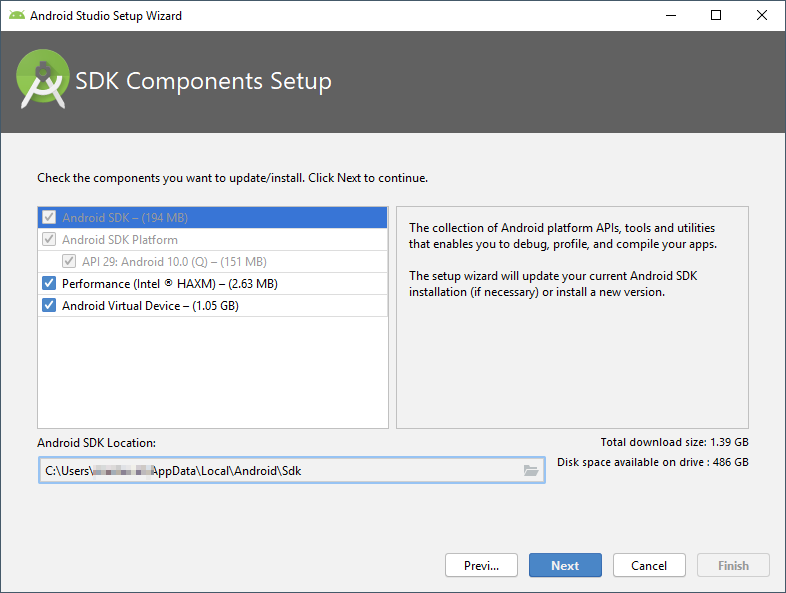 Android Studio Setup Wizard
SDK Components Setup
Check the components you want to update/install. Click Next to continue.
Android SDK – (194 MB)
Android SDK Platform
API 29: Android 10.0 (Q) – (151 MB)
Performance (Intel ® HAXM) – (2.63 MB)
Android Virtual Device – (1.05 GB)
The collection of Android platform APIs, tools and utilities
that enables you to debug, profile, and compile your apps.
The setup wizard will update your current Android SDK
installation (if necessary) or install a new version.
Android SDK Location:
Total download size: 1.39 GB
C:\Users\ \AppData\Local\Android\Sdk
Disk space available on drive : 486 GB
Previ...
Next
Cancel
Finish